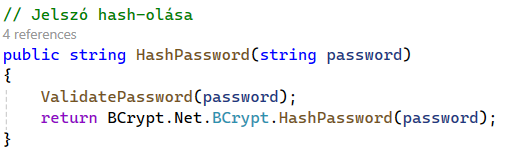 // Jelszó hash-olása
4 references
public string HashPassword(string password)
{
    ValidatePassword(password);
    return BCrypt.Net.BCrypt.HashPassword(password);
}